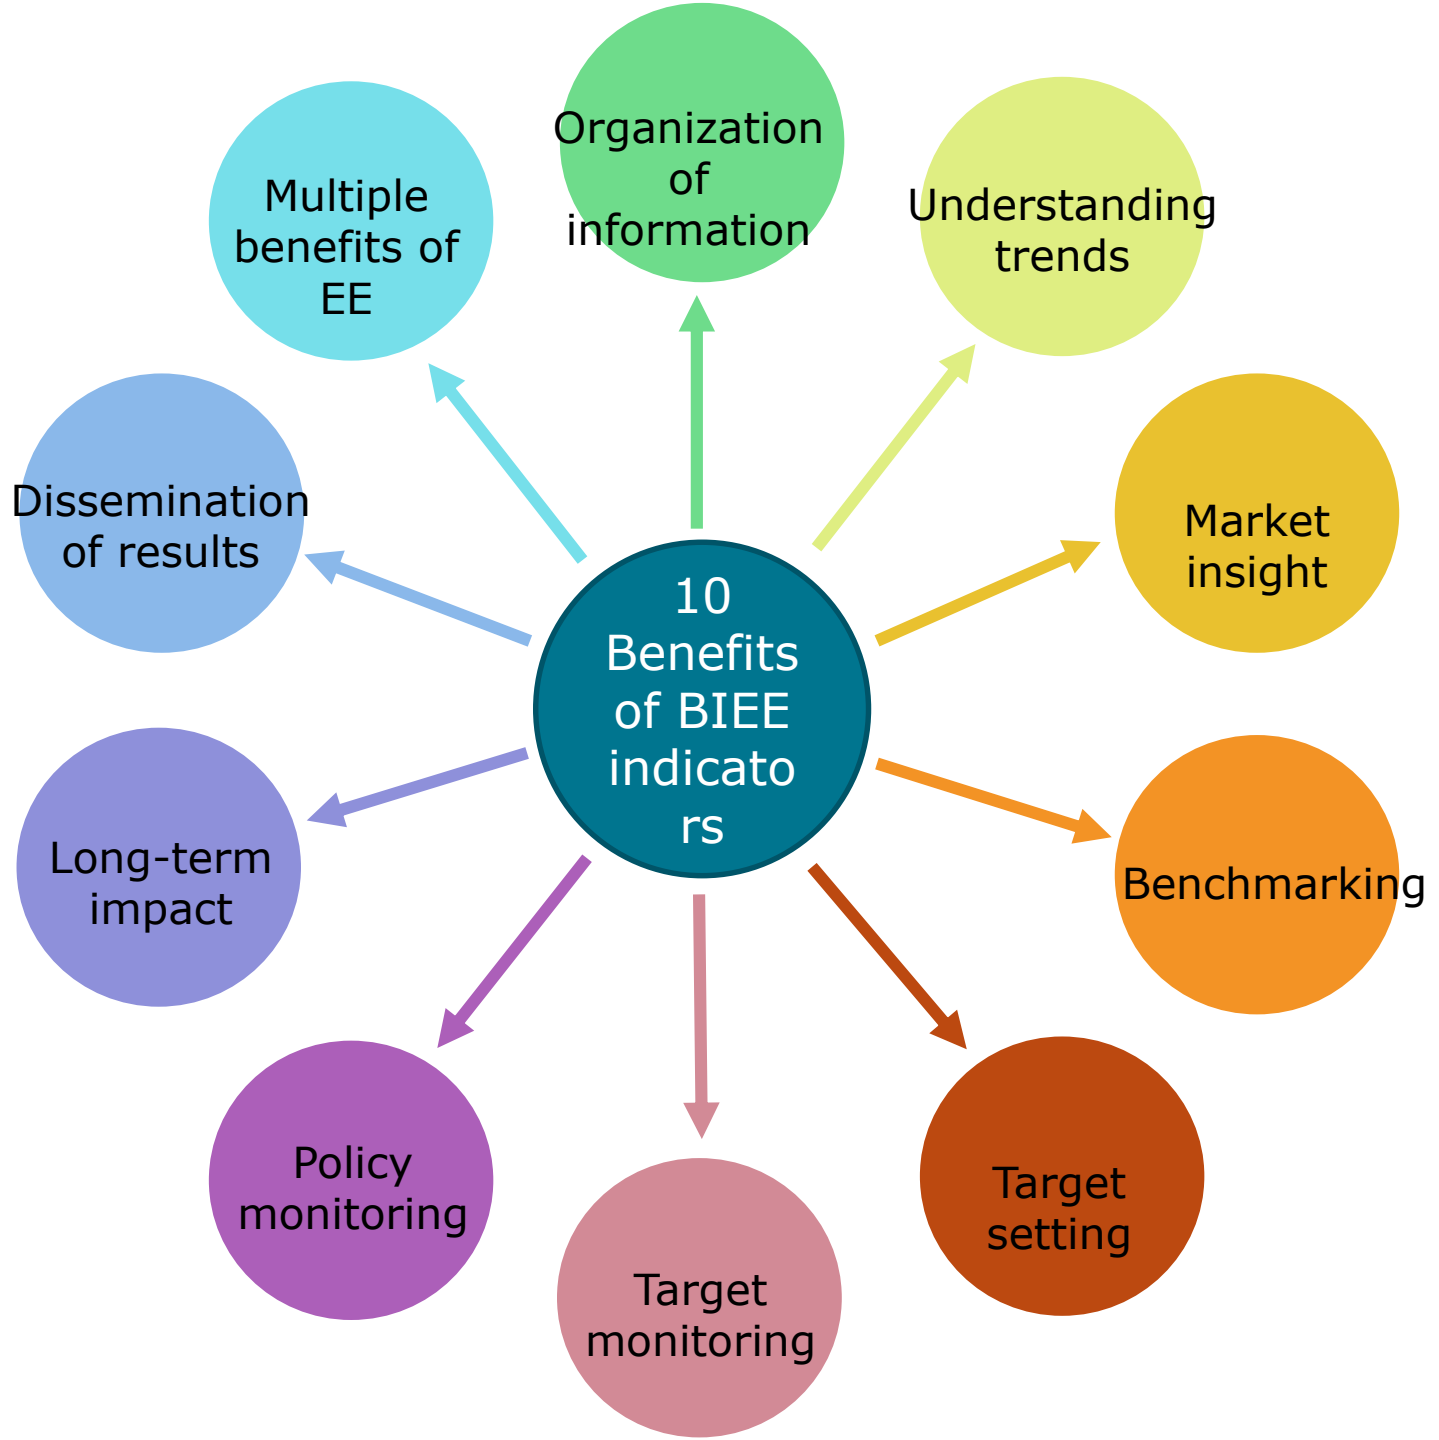 Organization
of
information
Understanding
trends
Market
insight
Benchmarking
Target
setting
Target
monitoring
Policy
monitoring
Long-term
impact
Dissemination
of results
Multiple
benefits of
EE
10
Benefits
of BIEE
indicato
rs